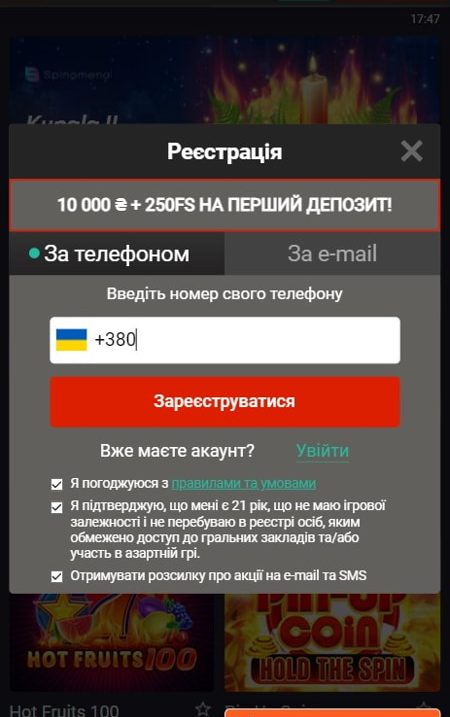 17:47
Spinomenal
Kupala II
Реєстрація
10 000 ₴ + 250FS НА ПЕРШИЙ ДЕПОЗИТ!
За телефоном
За e-mail
Введіть номер свого телефону
+380
Зареєструватися
Вже маєте акаунт? Увійти
Я погоджуюся з правилами та умовами
Я підтверджую, що мені є 21 рік, що не маю ігрової
залежності і не перебуваю в реєстрі осіб, яким
обмежено доступ до гральних закладів та/або
участь в азартній грі.
Отримувати розсилку про акції на e-mail та SMS
HOT FRUITS 100
PIN-UP
COIN
HOLD THE SPIN
Hot Fruits 100